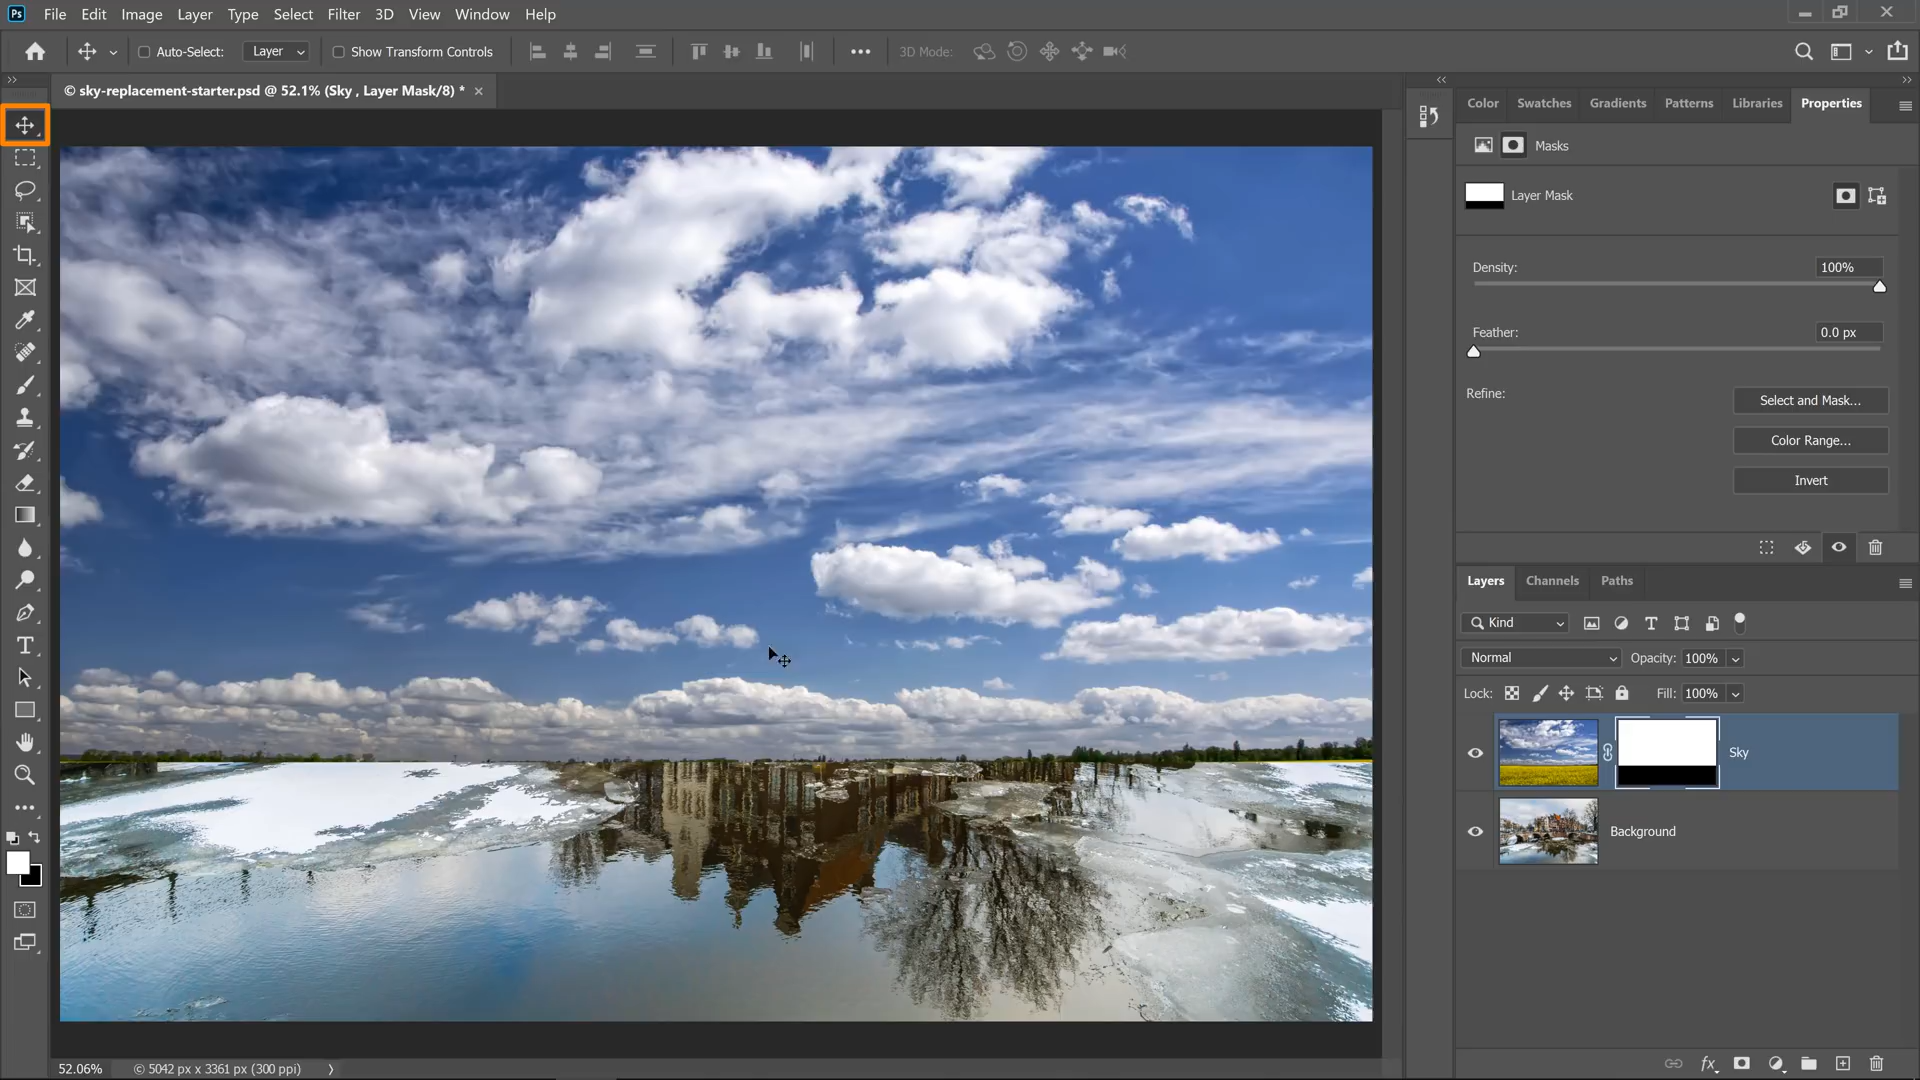 Ps File Edit Image Layer Type Select Filter 3D View Window Help
Auto-Select: Layer Show Transform Controls 3D Mode:
© sky-replacement-starter.psd @ 52.1% (Sky , Layer Mask/8) *
Color Swatches Gradients Patterns Libraries Properties
Masks
Layer Mask
Density: 100%
Feather: 0.0 px
Refine:
Select and Mask...
Color Range...
Invert
Layers Channels Paths
Kind
Normal Opacity: 100%
Lock: Fill: 100%
Sky
Background
52.06% © 5042 px x 3361 px (300 ppi)
fx